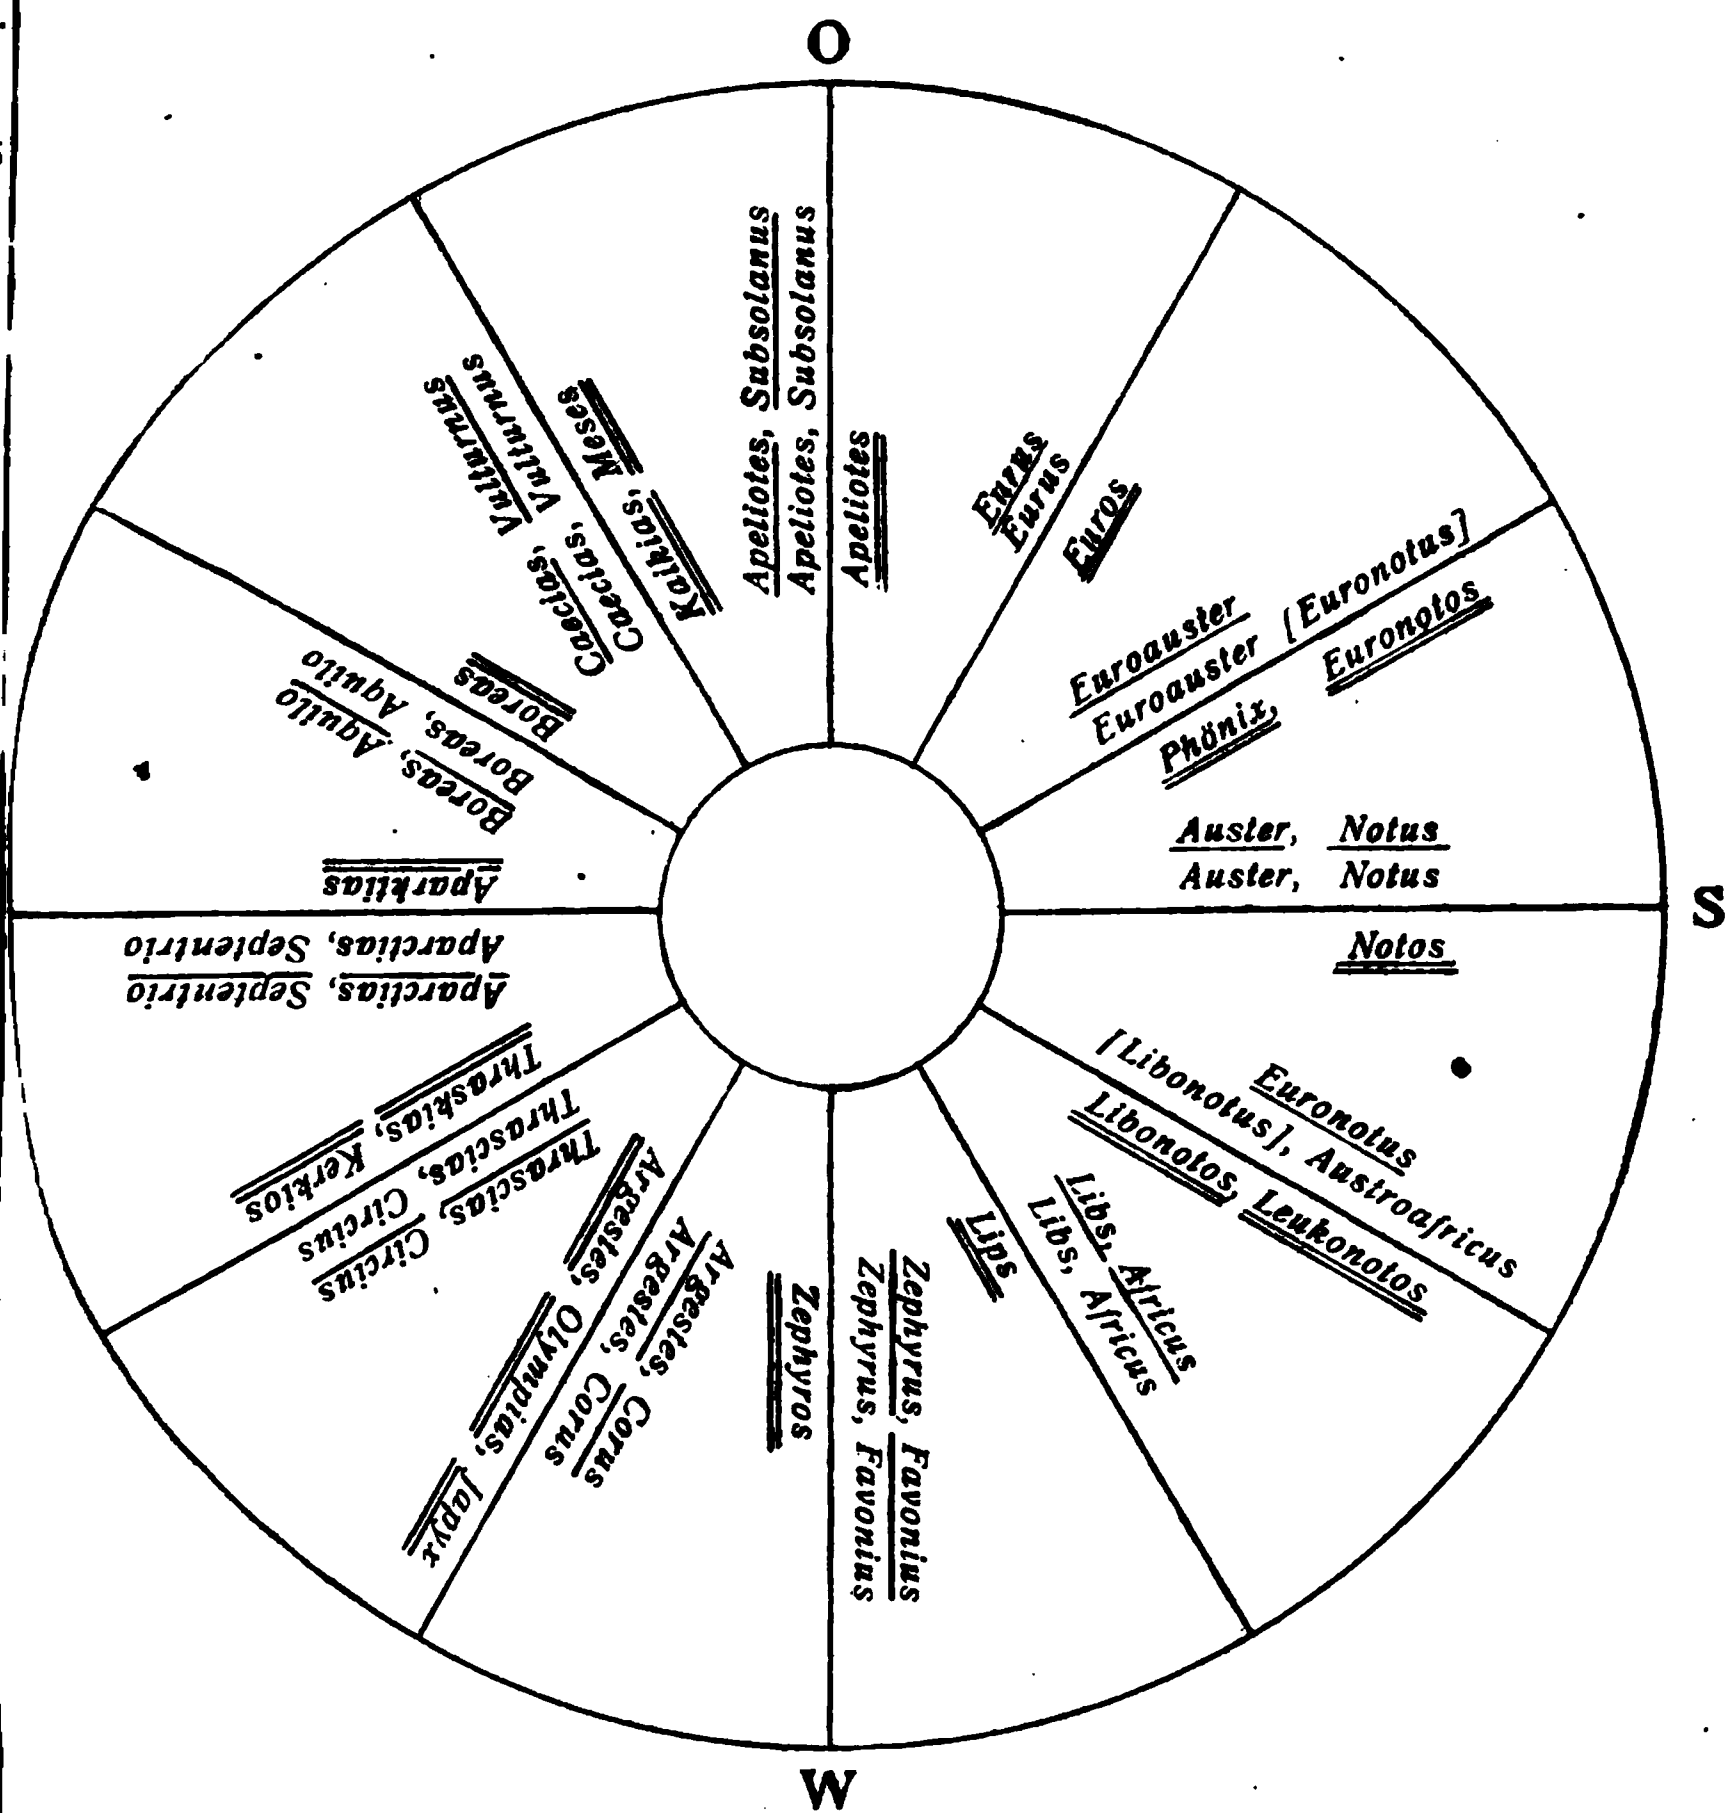 O
Apeliotes, Subsolanus
Apeliotes, Subsolanus
Apeliotes
Eurus
Eurus
Euros
Euroauster
Euroauster [Euronotus]
Phönix, Euronotos
Auster, Notus
Auster, Notus
S
Notos
Euronotus
[Libonotus], Austroafricus
Libonotos, Leukonotos
Libs, Africus
Libs, Africus
Lips
Zephyrus, Favonius
Zephyrus, Favonius
Zephyros
W
Argestes, Corus
Argestes, Corus
Argestes, Olympias, Japyx
Thrascias, Circius
Thrascias, Circius
Thraskias, Kerkios
Aparctias, Septentrio
Aparctias, Septentrio
Aparktias
Boreas, Aquilo
Boreas, Aquilo
Boreas
Caecias, Vulturnus
Caecias, Vulturnus
Kaikias, Meses